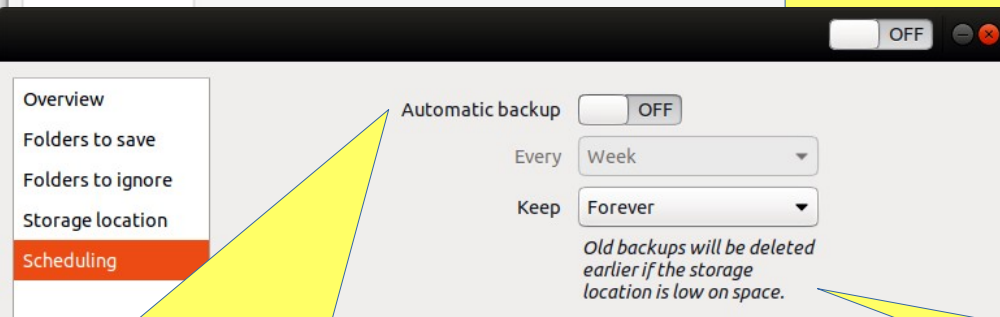 OFF
Overview
Folders to save
Folders to ignore
Storage location
Scheduling
Automatic backup OFF
Every Week
Keep Forever
Old backups will be deleted
earlier if the storage
location is low on space.